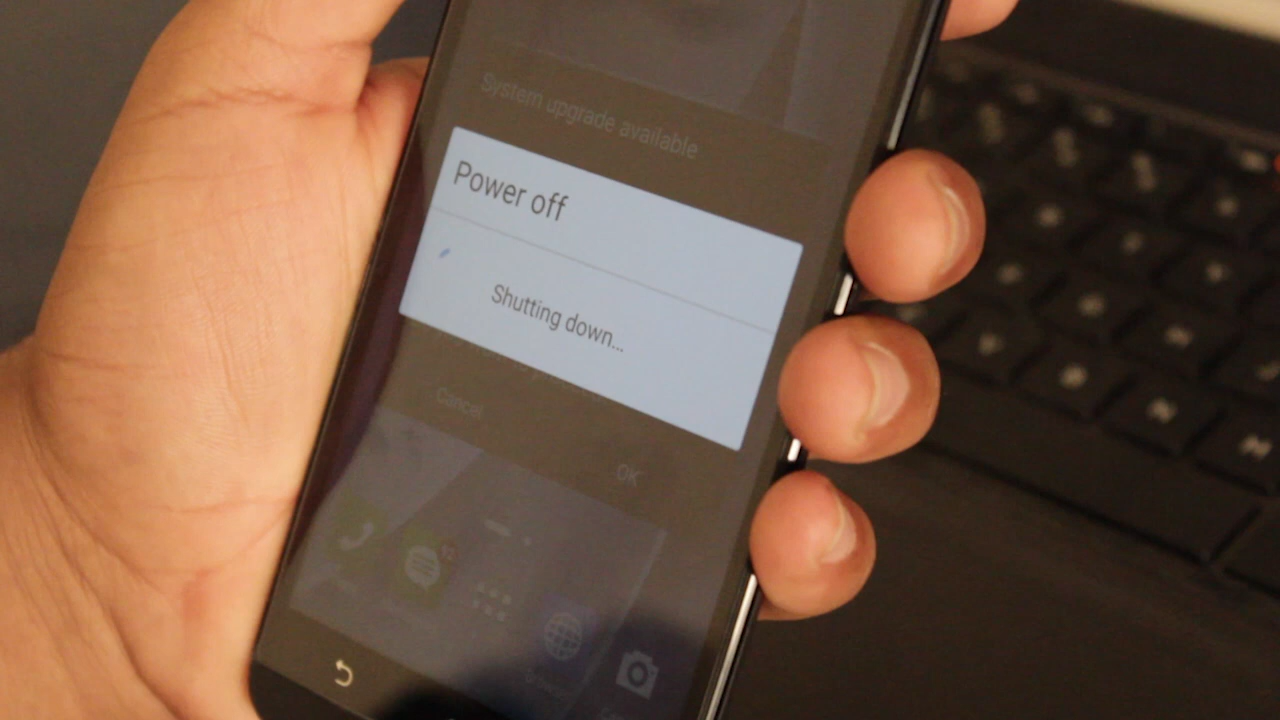 System upgrade available
Power off
Shutting down...
Cancel
OK